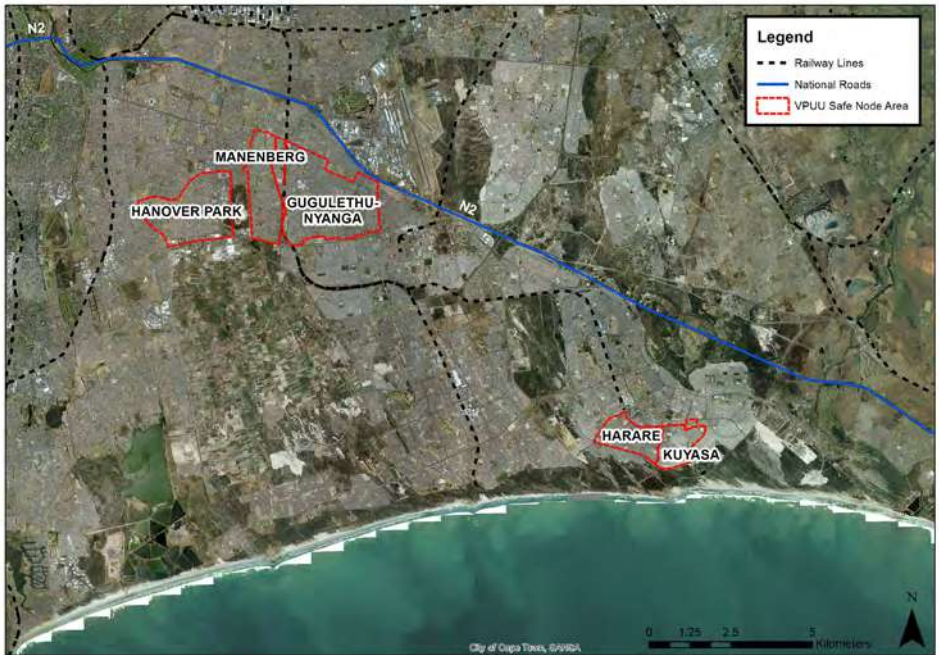 N2
Legend
Railway Lines
National Roads
VPUU Safe Node Area
MANENBERG
HANOVER PARK
GUGULETHU-
NYANGA
N2
HARARE
KUYASA
N
0 1.25 2.5 5
Kilometers
City of Cape Town, SANSA